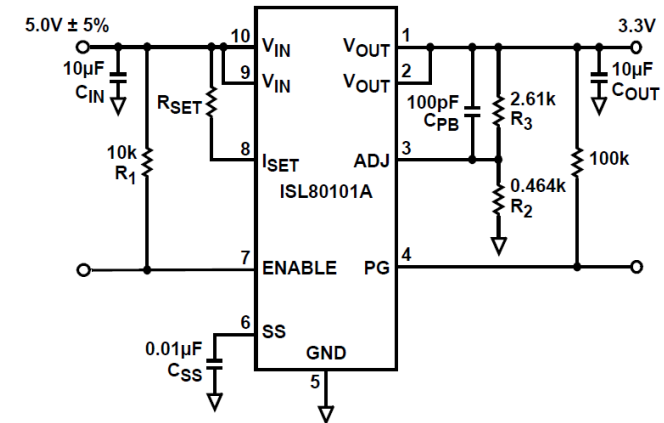 5.0V ± 5%
3.3V
10 VIN
VOUT 1
9 VIN
VOUT 2
10µF
CIN
RSET
100pF
CPB
2.61k
R3
10µF
COUT
10k
R1
8 ISET
ADJ 3
100k
ISL80101A
0.464k
R2
7 ENABLE
PG 4
6 SS
0.01µF
CSS
GND
5